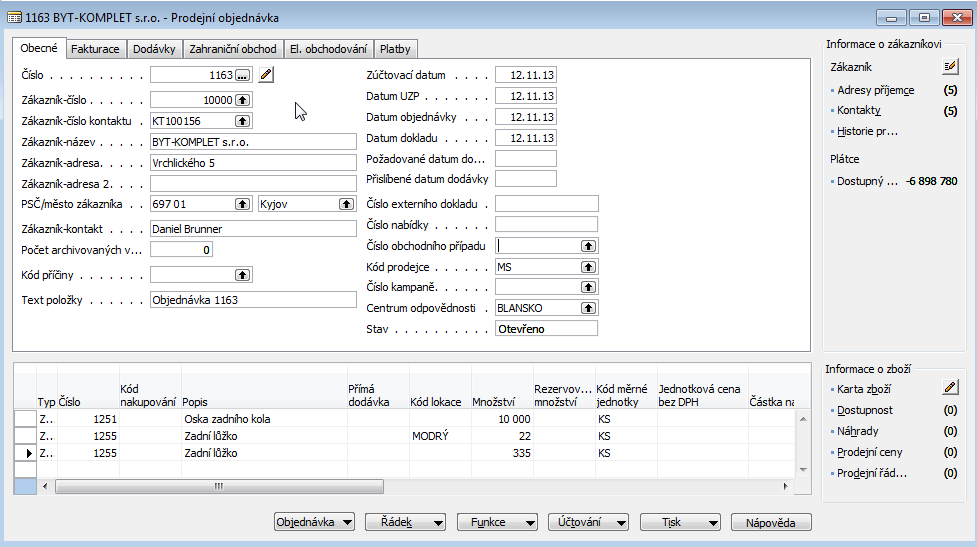 1163 BYT-KOMPLET s.r.o. - Prodejní objednávka
Obecné Fakturace Dodávky Zahraniční obchod El. obchodování Platby
Číslo . . . . . . . . . . 1163 ...
Zákazník-číslo . . . . . . 10000
Zákazník-číslo kontaktu . KT100156
Zákazník-název . . . . . . BYT-KOMPLET s.r.o.
Zákazník-adresa. . . . . . Vrchlického 5
Zákazník-adresa 2. . . . .
PSČ/město zákazníka . . . 697 01 Kyjov
Zákazník-kontakt . . . . . Daniel Brunner
Počet archivovaných v... 0
Kód příčiny . . . . . . .
Text položky . . . . . . Objednávka 1163
Zúčtovací datum . . . . 12.11.13
Datum UZP . . . . . . . 12.11.13
Datum objednávky . . . . 12.11.13
Datum dokladu . . . . . 12.11.13
Požadované datum do...
Přislíbené datum dodávky
Číslo externího dokladu .
Číslo nabídky . . . . . .
Číslo obchodního případu
Kód prodejce . . . . . . MS
Číslo kampaně. . . . . .
Centrum odpovědnosti . BLANSKO
Stav . . . . . . . . . . Otevřeno
Informace o zákazníkovi
Zákazník
Adresy příjemce (5)
Kontakty (5)
Historie pr...
Plátce
Dostupný ... -6 898 780
Typ Číslo Kód nakupování Popis Přímá dodávka Kód lokace Množství Rezervov... množství Kód měrné jednotky Jednotková cena bez DPH Částka na
Z... 1251 Oska zadního kola 10 000 KS
Z... 1255 Zadní lůžko MODRÝ 22 KS
Z... 1255 Zadní lůžko 335 KS
Informace o zboží
Karta zboží
Dostupnost (0)
Náhrady (0)
Prodejní ceny (0)
Prodejní řád... (0)
Objednávka Řádek Funkce Účtování Tisk Nápověda